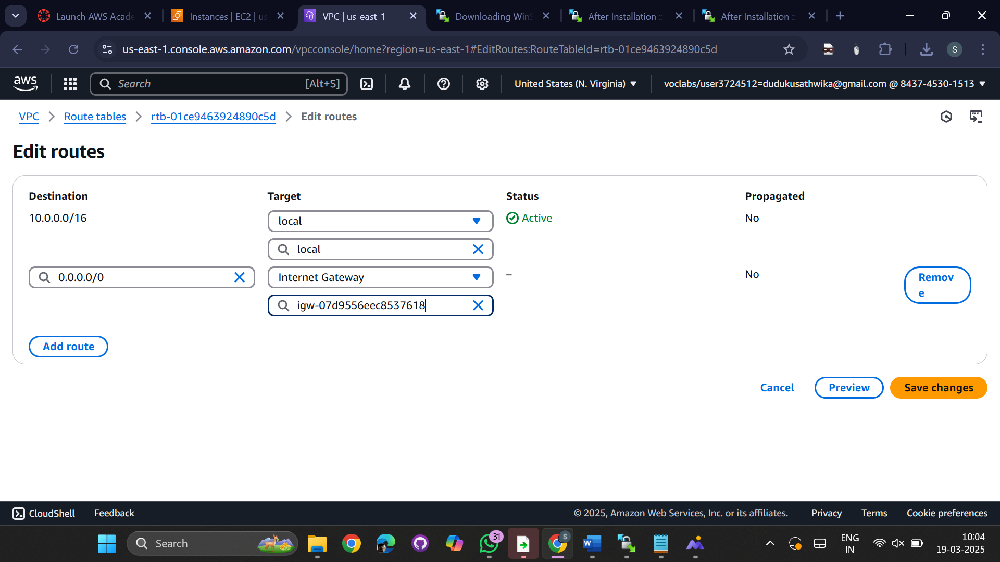 Launch AWS Acade
Instances | EC2 | us
VPC | us-east-1
Downloading WinS
After Installation ::
After Installation ::
us-east-1.console.aws.amazon.com/vpcconsole/home?region=us-east-1#EditRoutes:RouteTableId=rtb-01ce9463924890c5d
S
aws
Search
[Alt+S]
United States (N. Virginia)
voclabs/user3724512=dudukusathwika@gmail.com @ 8437-4530-1513
VPC
Route tables
rtb-01ce9463924890c5d
Edit routes
Edit routes
Destination
Target
Status
Propagated
10.0.0.0/16
local
Active
No
local
0.0.0.0/0
Internet Gateway
–
No
Remov
e
igw-07d9556eec8537618
Add route
Cancel
Preview
Save changes
CloudShell
Feedback
© 2025, Amazon Web Services, Inc. or its affiliates.
Privacy
Terms
Cookie preferences
Search
31
S
W
ENG
IN
10:04
19-03-2025